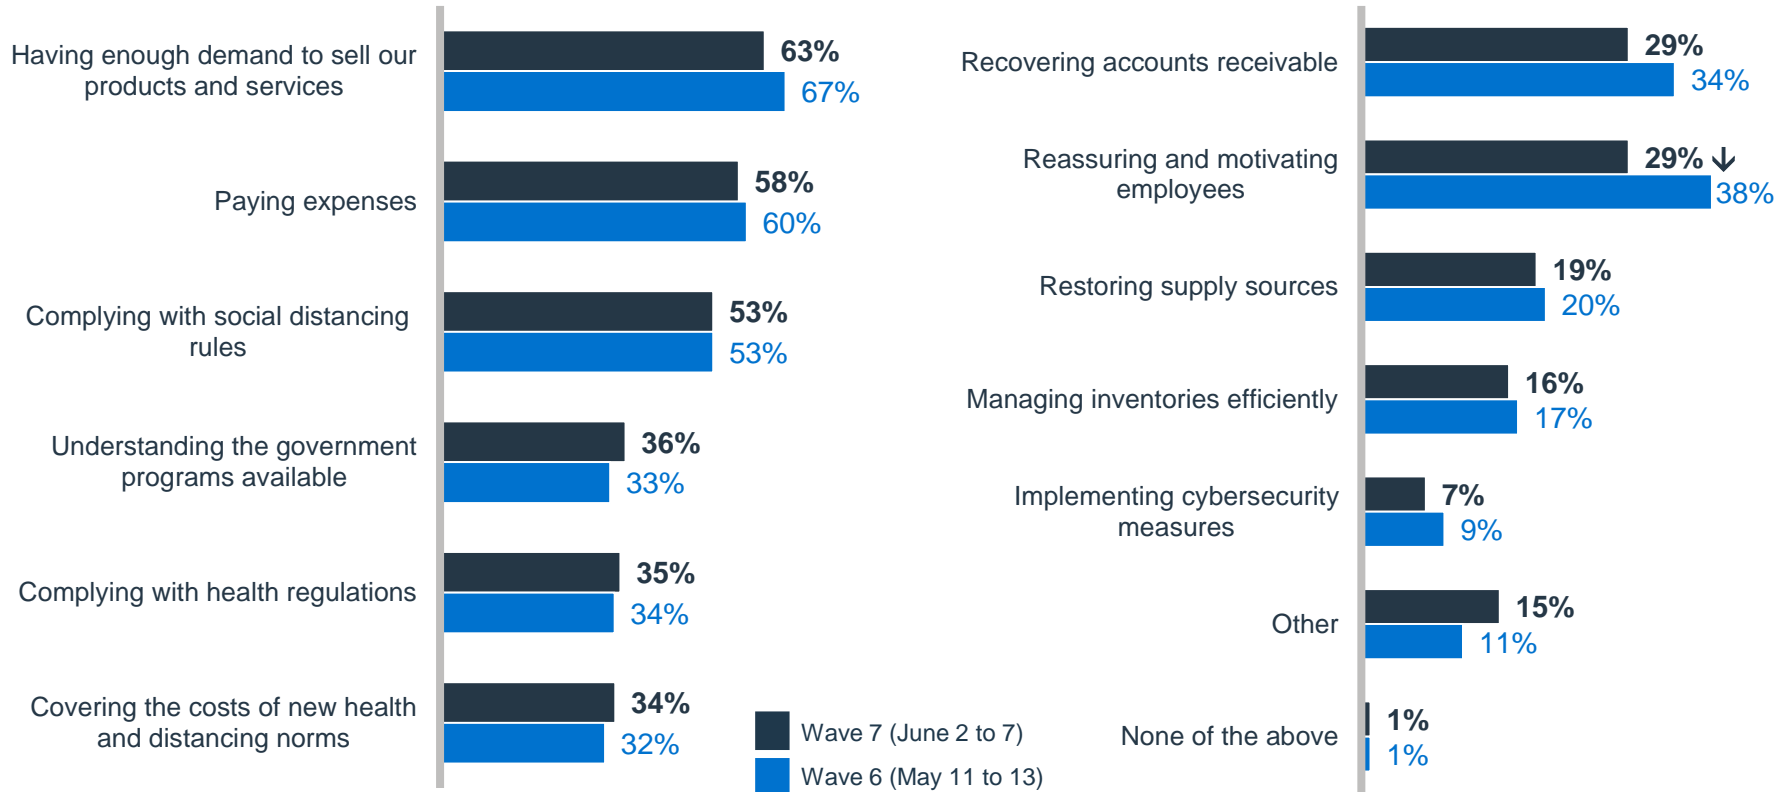 Having enough demand to sell our
products and services
63%
67%
Paying expenses
58%
60%
Complying with social distancing
rules
53%
53%
Understanding the government
programs available
36%
33%
Complying with health regulations
35%
34%
Covering the costs of new health
and distancing norms
34%
32%
Wave 7 (June 2 to 7)
Wave 6 (May 11 to 13)
Recovering accounts receivable
29%
34%
Reassuring and motivating
employees
29% ↓
38%
Restoring supply sources
19%
20%
Managing inventories efficiently
16%
17%
Implementing cybersecurity
measures
7%
9%
Other
15%
11%
None of the above
1%
1%